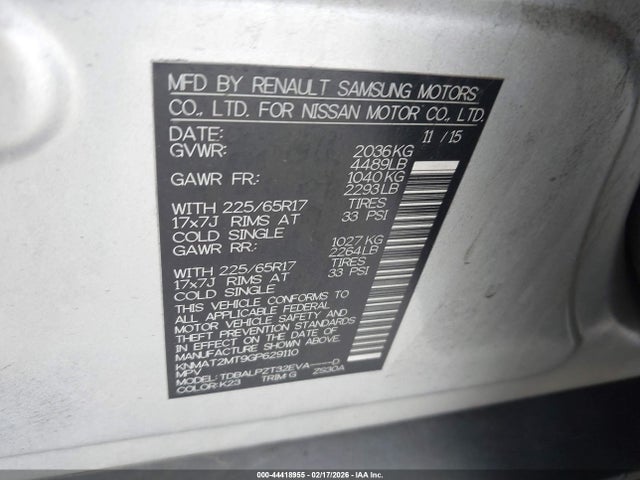 MFD BY RENAULT SAMSUNG MOTORS
CO., LTD. FOR NISSAN MOTOR CO., LTD.
DATE: 11 / 15
GVWR: 2036KG
4489LB
GAWR FR: 1040KG
2293LB
WITH 225/65R17 TIRES
17x7J RIMS AT 33 PSI
COLD SINGLE
GAWR RR: 1027KG
2264LB
WITH 225/65R17 TIRES
17x7J RIMS AT 33 PSI
COLD SINGLE
THIS VEHICLE CONFORMS TO
ALL APPLICABLE FEDERAL
MOTOR VEHICLE SAFETY AND
THEFT PREVENTION STANDARDS
IN EFFECT ON THE DATE OF
MANUFACTURE SHOWN ABOVE.
KNMAT2MT9GP629110
MPV
MODEL: TDBALPZT32EVA----D
COLOR: K23 TRIM: G ZS30A
000-44418955 - 02/17/2026 - IAA Inc.